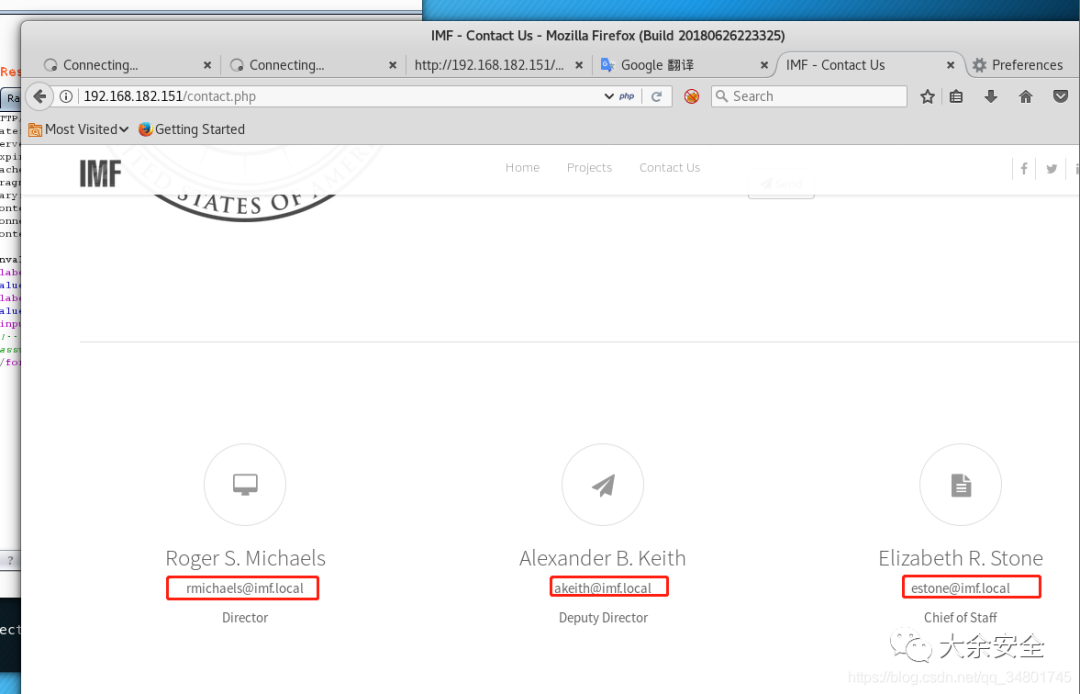 IMF - Contact Us - Mozilla Firefox (Build 20180626223325)
Connecting...
Connecting...
http://192.168.182.151/...
Google 翻译
IMF - Contact Us
Preferences
192.168.182.151/contact.php
php
Search
Most Visited
Getting Started
IMF
Home
Projects
Contact Us
Send
STATES OF AMERICA
Roger S. Michaels
Alexander B. Keith
Elizabeth R. Stone
rmichaels@imf.local
akeith@imf.local
estone@imf.local
Director
Deputy Director
Chief of Staff
大余安全
https://blog.csdn.net/qq_34801745